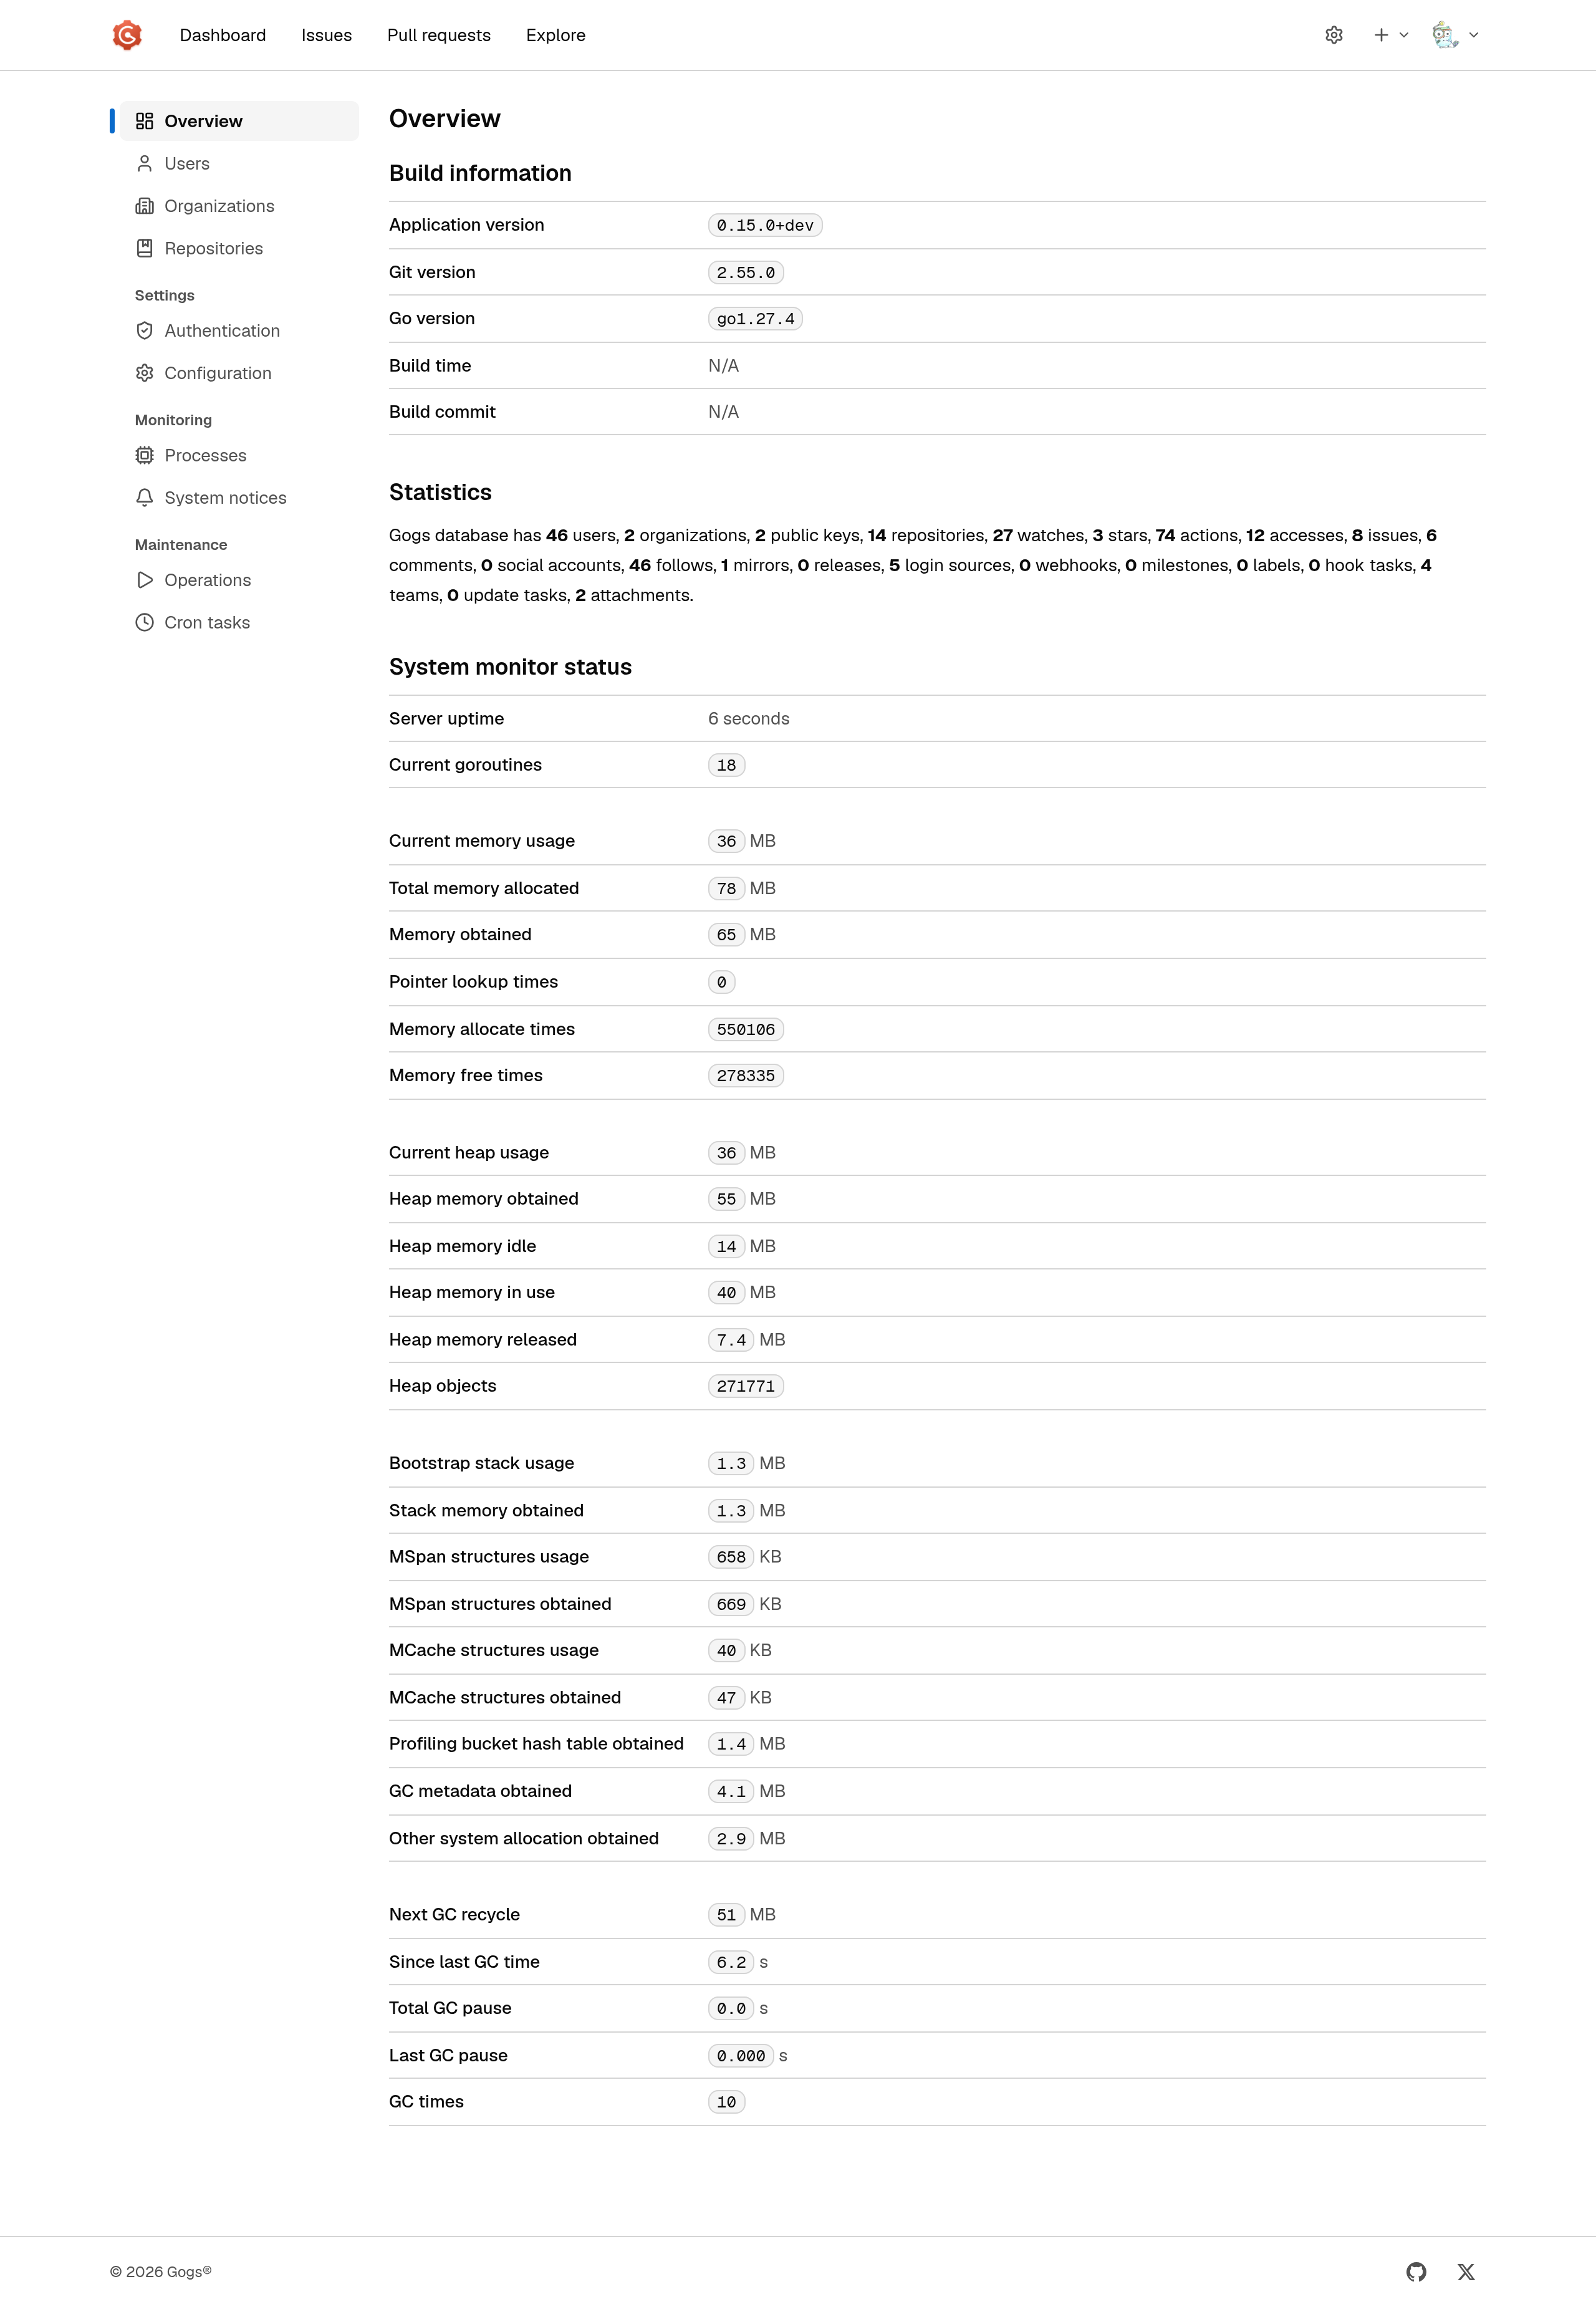 Dashboard Issues Pull requests Explore
Overview
Users
Organizations
Repositories
Settings
Authentication
Configuration
Monitoring
Processes
System notices
Maintenance
Operations
Cron tasks
Overview
Build information
Application version 0.15.0+dev
Git version 2.55.0
Go version go1.27.4
Build time N/A
Build commit N/A
Statistics
Gogs database has 46 users, 2 organizations, 2 public keys, 14 repositories, 27 watches, 3 stars, 74 actions, 12 accesses, 8 issues, 6
comments, 0 social accounts, 46 follows, 1 mirrors, 0 releases, 5 login sources, 0 webhooks, 0 milestones, 0 labels, 0 hook tasks, 4
teams, 0 update tasks, 2 attachments.
System monitor status
Server uptime 6 seconds
Current goroutines 18
Current memory usage 36 MB
Total memory allocated 78 MB
Memory obtained 65 MB
Pointer lookup times 0
Memory allocate times 550106
Memory free times 278335
Current heap usage 36 MB
Heap memory obtained 55 MB
Heap memory idle 14 MB
Heap memory in use 40 MB
Heap memory released 7.4 MB
Heap objects 271771
Bootstrap stack usage 1.3 MB
Stack memory obtained 1.3 MB
MSpan structures usage 658 KB
MSpan structures obtained 669 KB
MCache structures usage 40 KB
MCache structures obtained 47 KB
Profiling bucket hash table obtained 1.4 MB
GC metadata obtained 4.1 MB
Other system allocation obtained 2.9 MB
Next GC recycle 51 MB
Since last GC time 6.2 s
Total GC pause 0.0 s
Last GC pause 0.000 s
GC times 10
© 2026 Gogs®